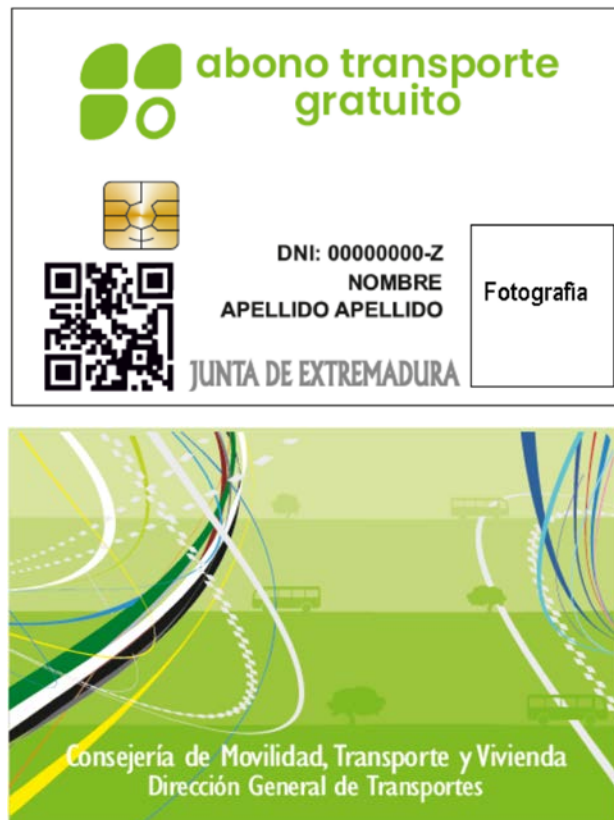 abono transporte
gratuito
DNI: 00000000-Z
NOMBRE
APELLIDO APELLIDO
Fotografia
JUNTA DE EXTREMADURA
Consejería de Movilidad, Transporte y Vivienda
Dirección General de Transportes